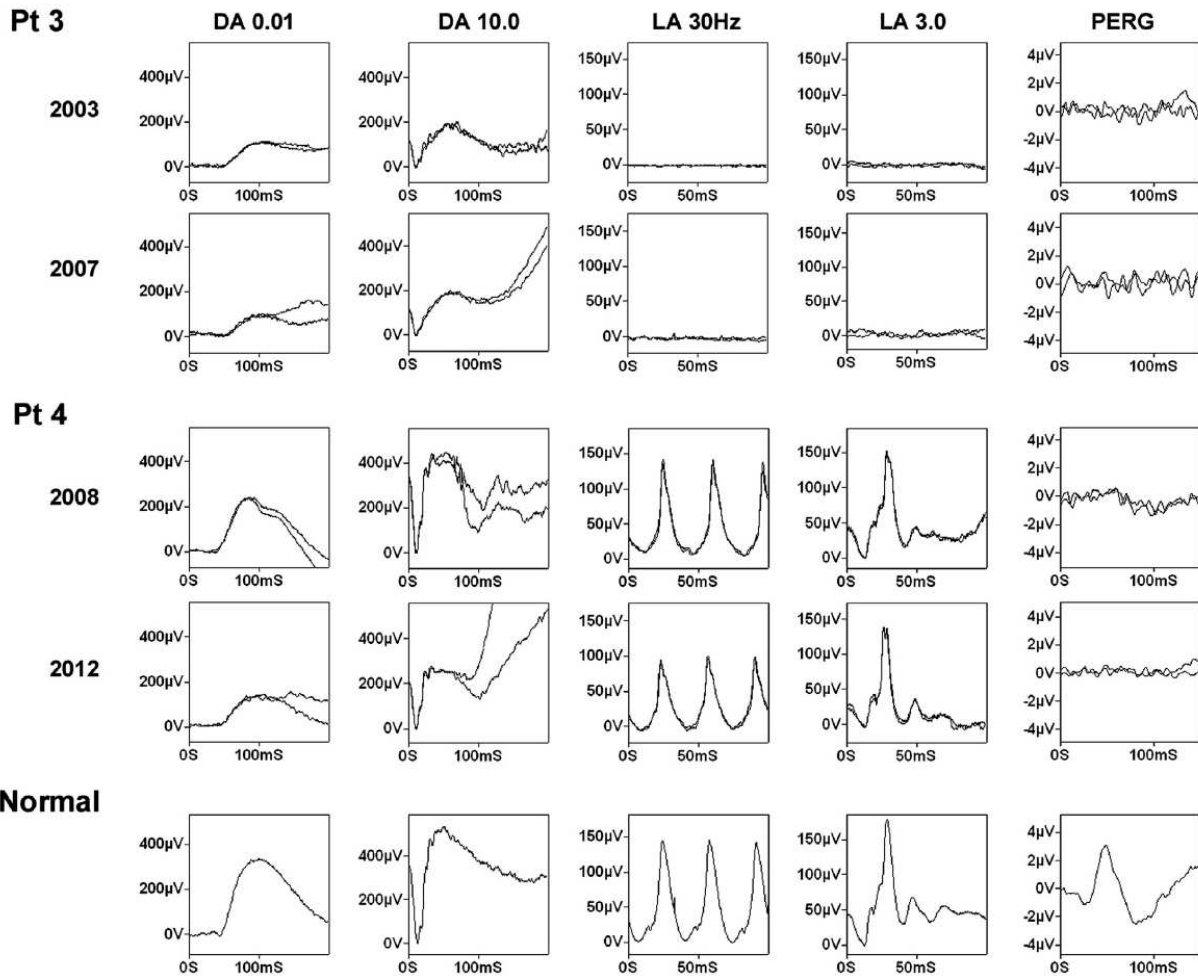 Pt 3 DA 0.01 DA 10.0 LA 30Hz LA 3.0 PERG
2003
400µV 400µV 150µV 150µV 4µV
200µV 200µV 100µV 100µV 2µV
0V 0V 50µV 50µV 0V
0V 0V -2µV
-4µV
0S 100mS 0S 100mS 0S 50mS 0S 50mS 0S 100mS
2007
400µV 400µV 150µV 150µV 4µV
200µV 200µV 100µV 100µV 2µV
0V 0V 50µV 50µV 0V
0V 0V -2µV
-4µV
0S 100mS 0S 100mS 0S 50mS 0S 50mS 0S 100mS
Pt 4
2008
400µV 400µV 150µV 150µV 4µV
200µV 200µV 100µV 100µV 2µV
0V 0V 50µV 50µV 0V
0V 0V -2µV
-4µV
0S 100mS 0S 100mS 0S 50mS 0S 50mS 0S 100mS
2012
400µV 400µV 150µV 150µV 4µV
200µV 200µV 100µV 100µV 2µV
0V 0V 50µV 50µV 0V
0V 0V -2µV
-4µV
0S 100mS 0S 100mS 0S 50mS 0S 50mS 0S 100mS
Normal
400µV 400µV 150µV 150µV 4µV
200µV 200µV 100µV 100µV 2µV
0V 0V 50µV 50µV 0V
0V 0V -2µV
-4µV
0S 100mS 0S 100mS 0S 50mS 0S 50mS 0S 100mS